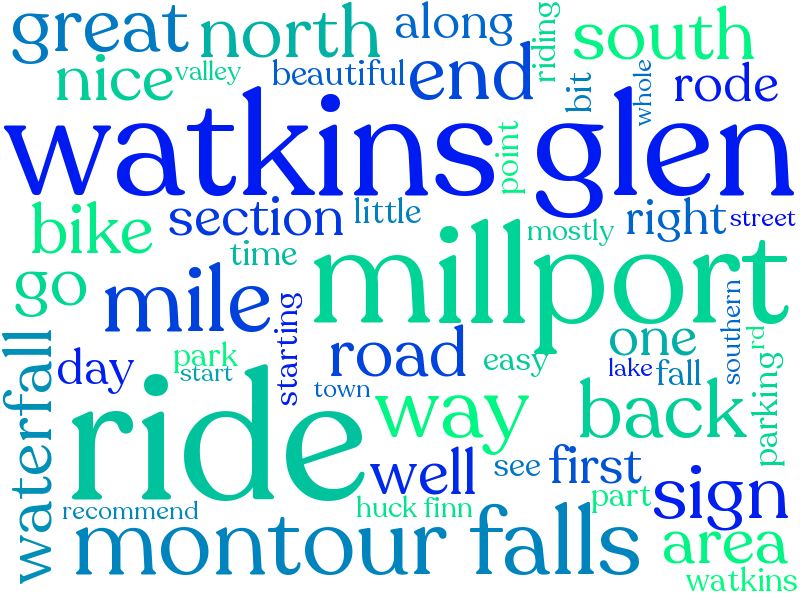 great
north
along
riding
south
nice
valley
beautiful
end
bit
whole
rode
watkins glen
point
bike
section
little
right
street
time
mostly
go
mile
millport
starting
southern
rd
waterfall
day
park
start
road
easy
one
lake
fall
parking
town
ride
way
back
well
see
first
part
sign
recommend
huck finn
montour falls
area
watkins